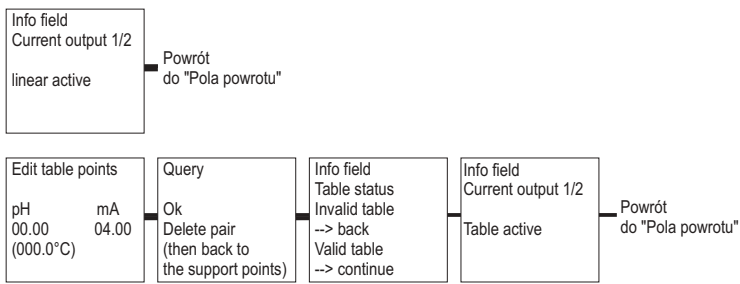 Info field
Current output 1/2
linear active
Powrót
do "Pola powrotu"
Edit table points
pH mA
00.00 04.00
(000.0°C)
Query
Ok
Delete pair
(then back to
the support points)
Info field
Table status
Invalid table
--> back
Valid table
--> continue
Info field
Current output 1/2
Table active
Powrót
do "Pola powrotu"